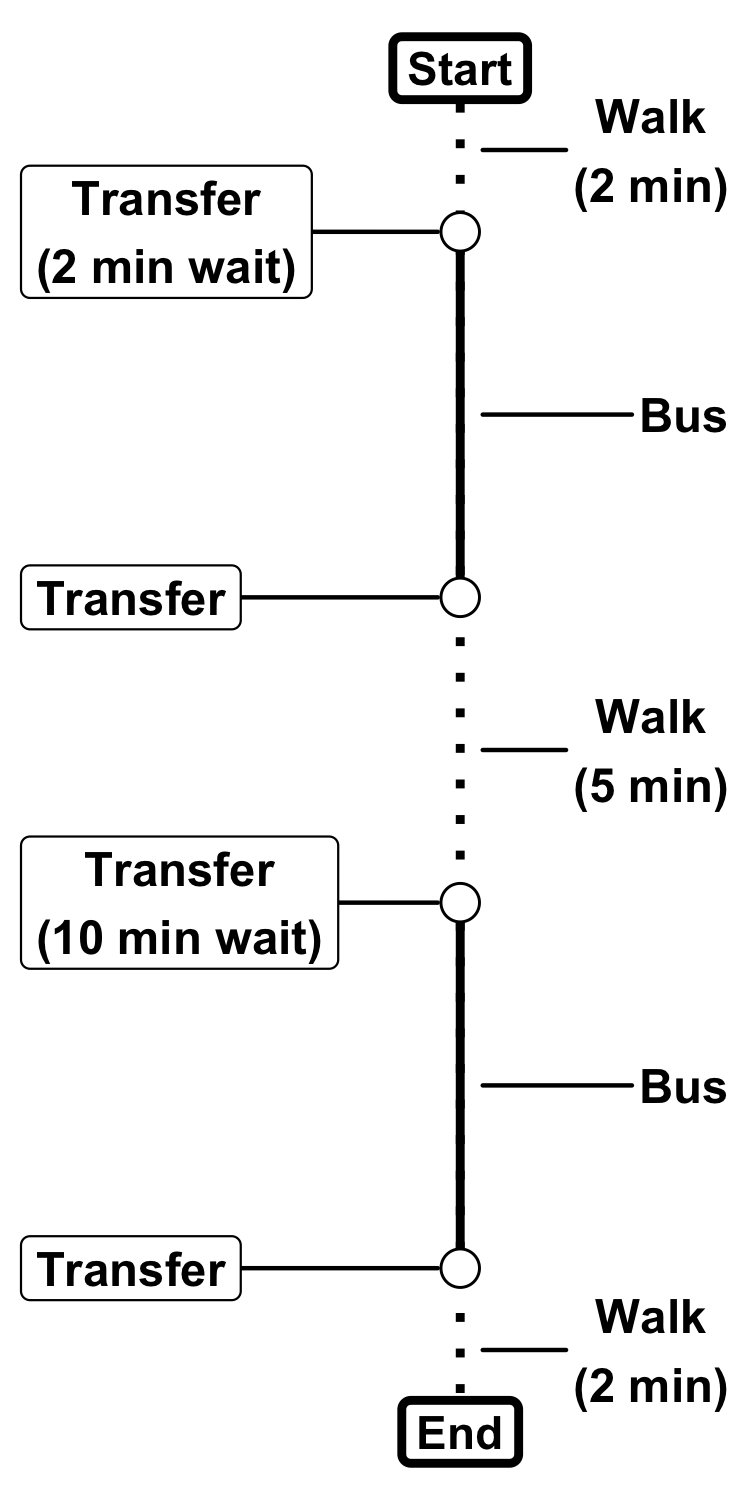 Start
Walk
(2 min)
Transfer
(2 min wait)
Bus
Transfer
Walk
(5 min)
Transfer
(10 min wait)
Bus
Transfer
Walk
(2 min)
End